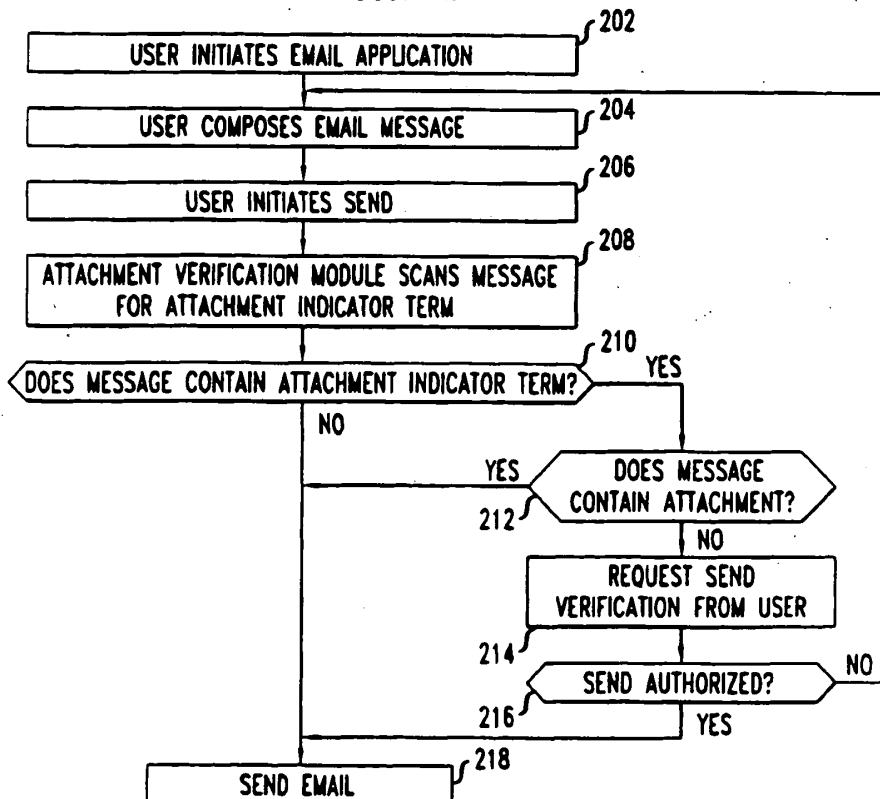 202
USER INITIATES EMAIL APPLICATION
204
USER COMPOSES EMAIL MESSAGE
206
USER INITIATES SEND
208
ATTACHMENT VERIFICATION MODULE SCANS MESSAGE
FOR ATTACHMENT INDICATOR TERM
210
DOES MESSAGE CONTAIN ATTACHMENT INDICATOR TERM?
YES
NO
YES
DOES MESSAGE
CONTAIN ATTACHMENT?
212
NO
REQUEST SEND
VERIFICATION FROM USER
214
NO
SEND AUTHORIZED?
216
YES
218
SEND EMAIL